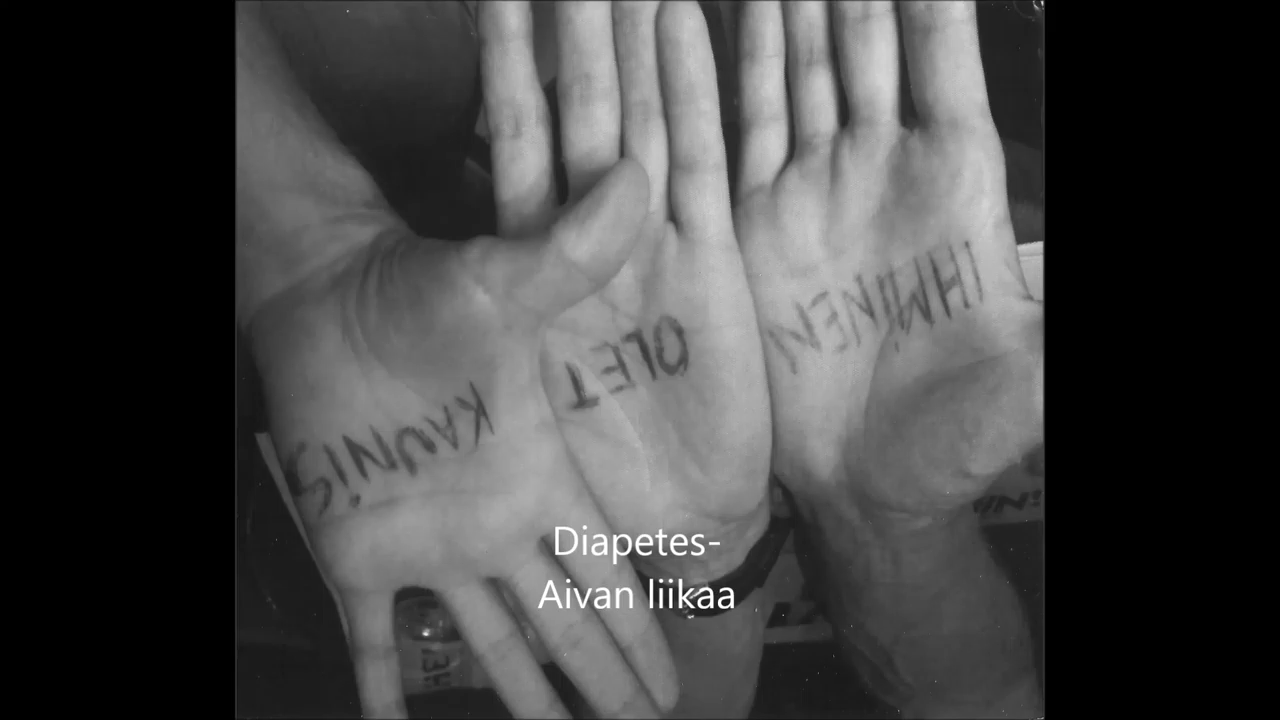 IHMiNEN
OLET
KAUNiS
Diapetes-
Aivan liikaa